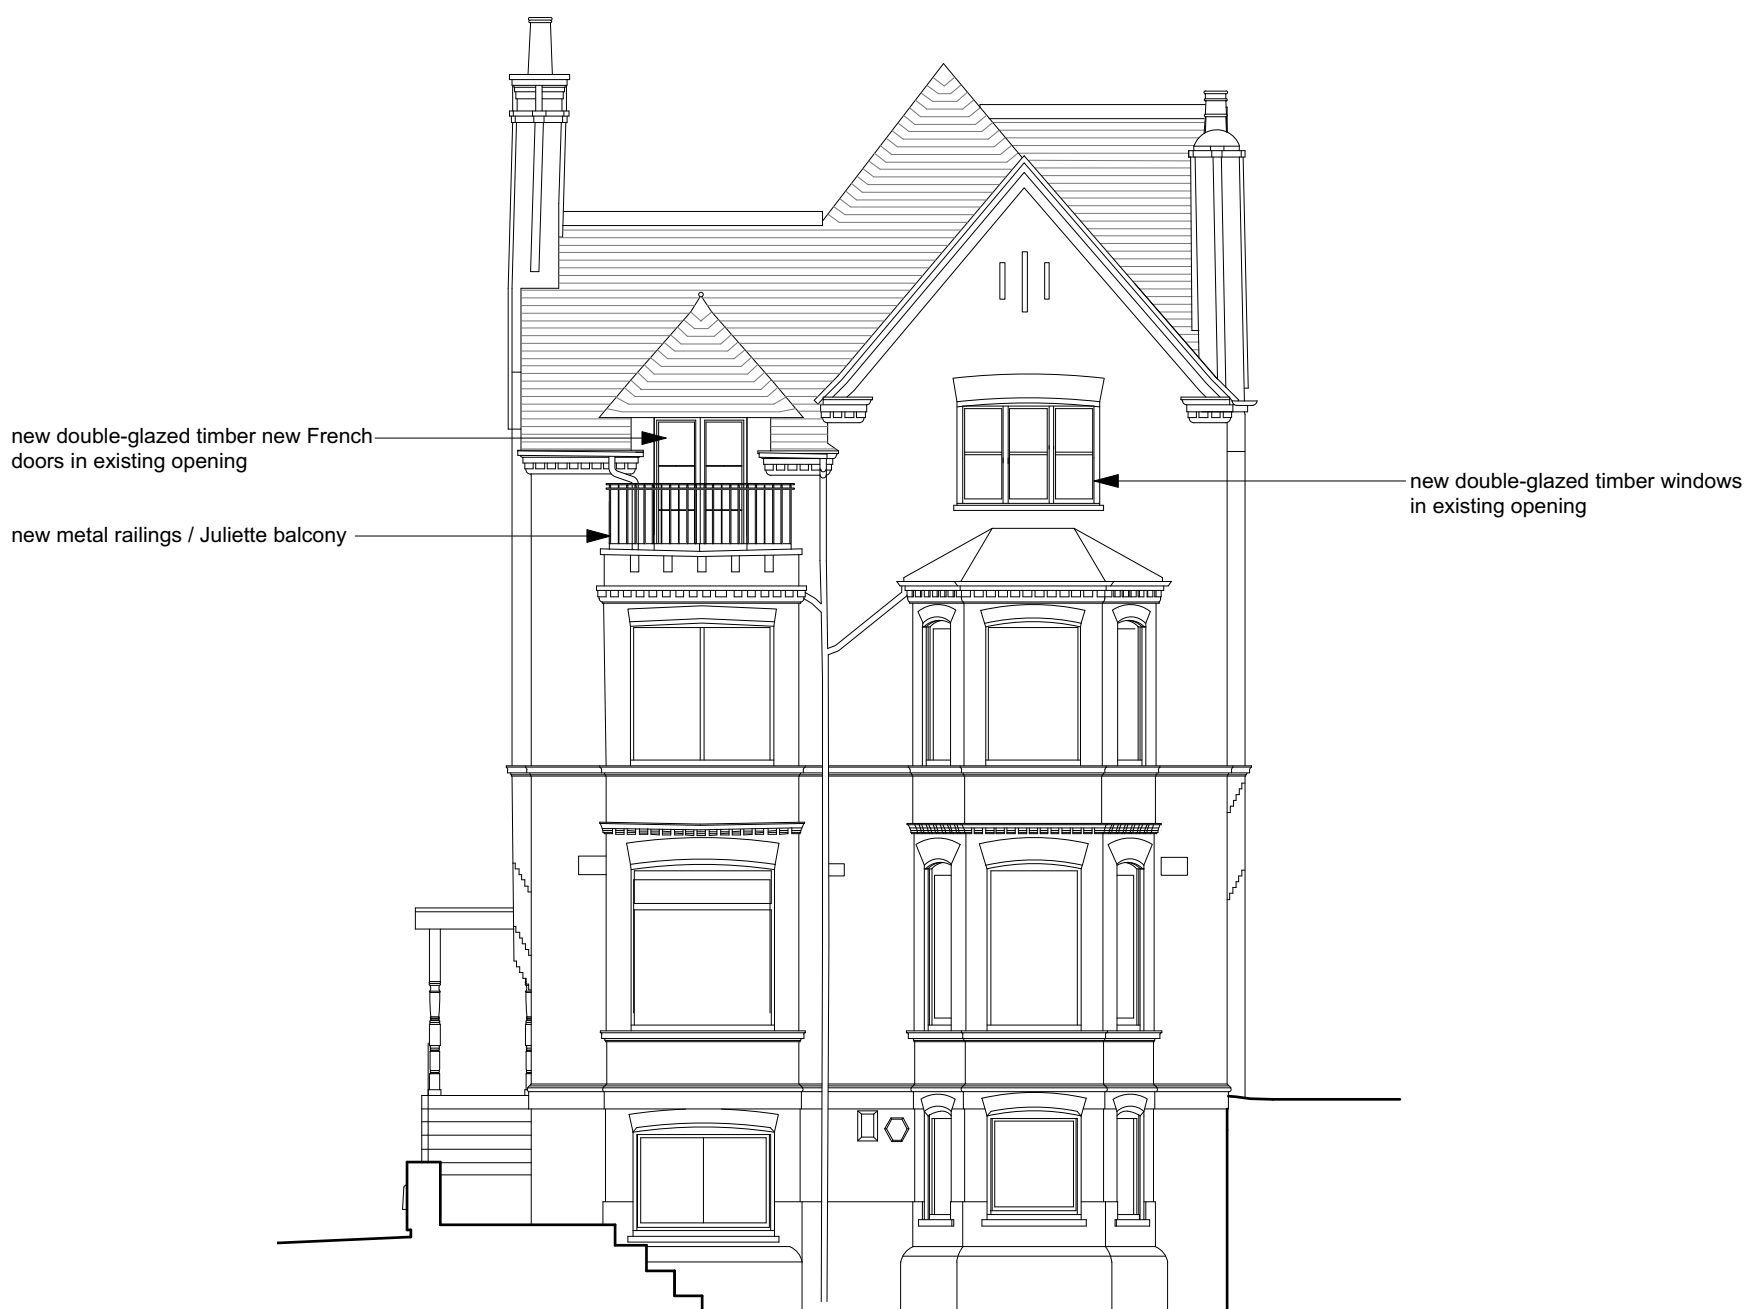 new double-glazed timber new French
doors in existing opening
new metal railings / Juliette balcony
new double-glazed timber windows
in existing opening